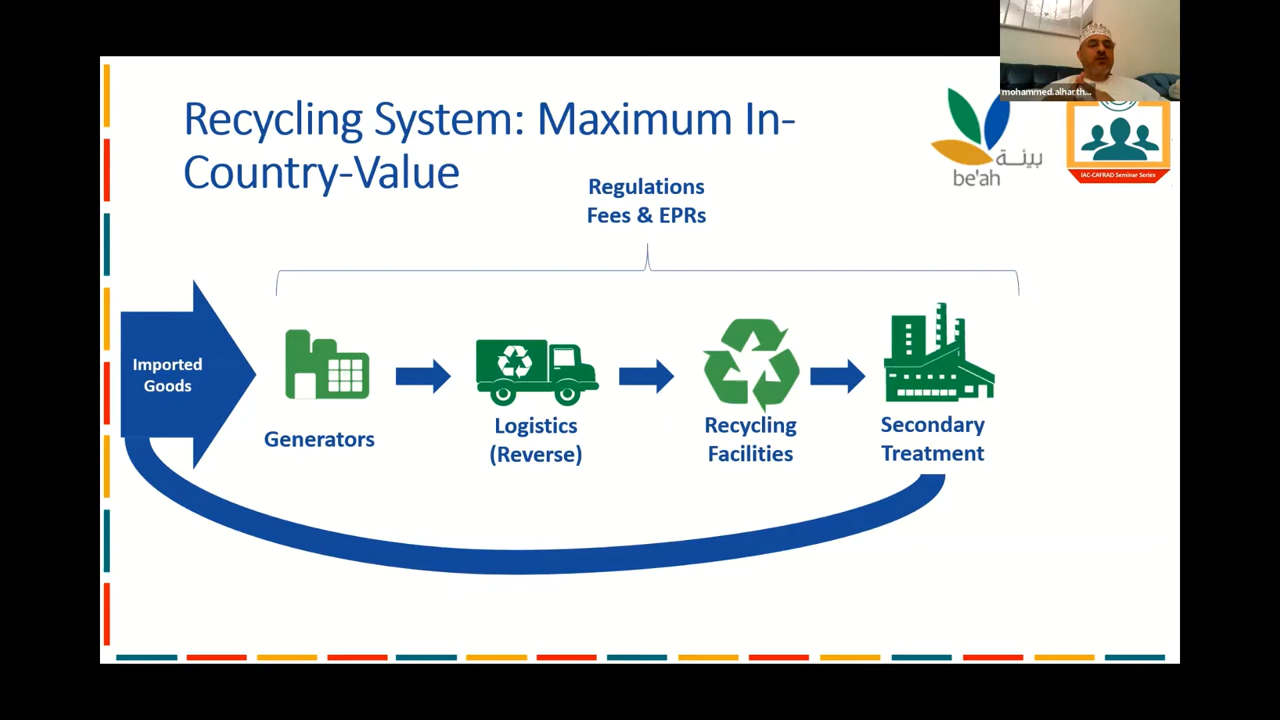 mohammed.alharth...
Recycling System: Maximum In-
Country-Value
بيئة
be'ah
IAC-CAFRAD Seminar Series
Regulations
Fees & EPRs
Imported
Goods
Generators
Logistics
(Reverse)
Recycling
Facilities
Secondary
Treatment